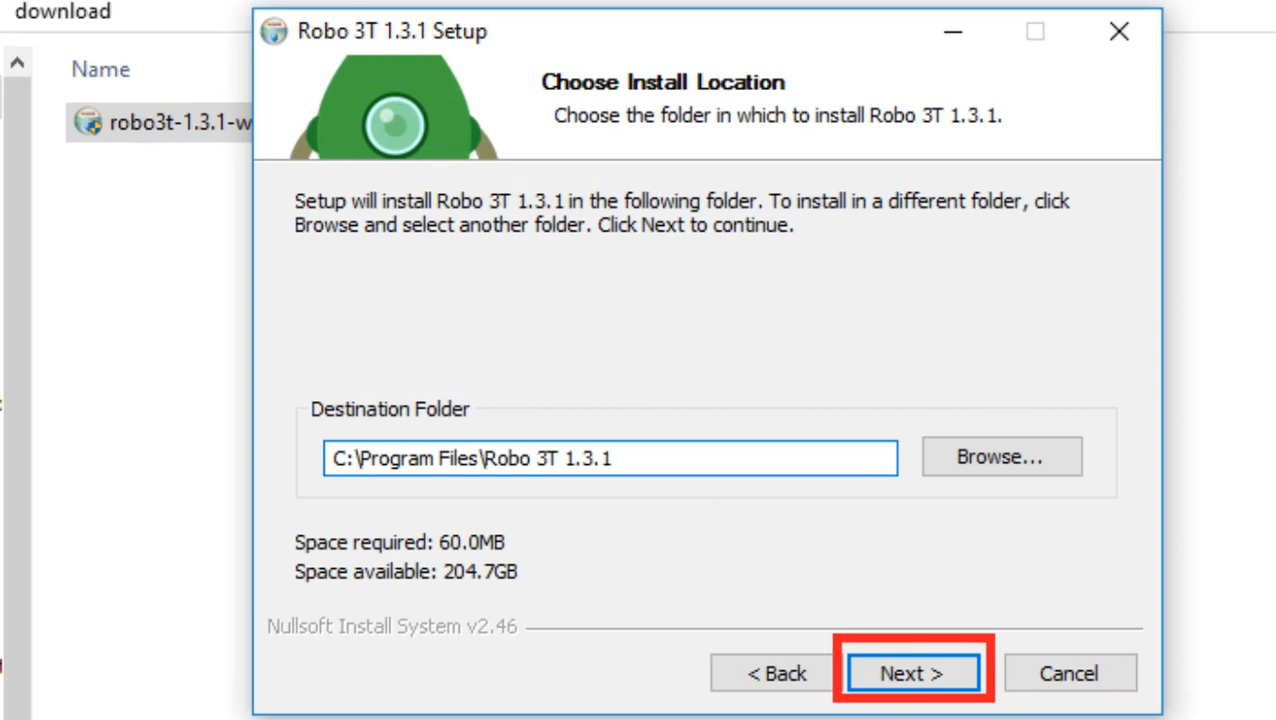 download
Name
robo3t-1.3.1-w
Robo 3T 1.3.1 Setup
Choose Install Location
Choose the folder in which to install Robo 3T 1.3.1.
Setup will install Robo 3T 1.3.1 in the following folder. To install in a different folder, click
Browse and select another folder. Click Next to continue.
Destination Folder
C:\Program Files\Robo 3T 1.3.1
Browse...
Space required: 60.0MB
Space available: 204.7GB
Nullsoft Install System v2.46
< Back
Next >
Cancel